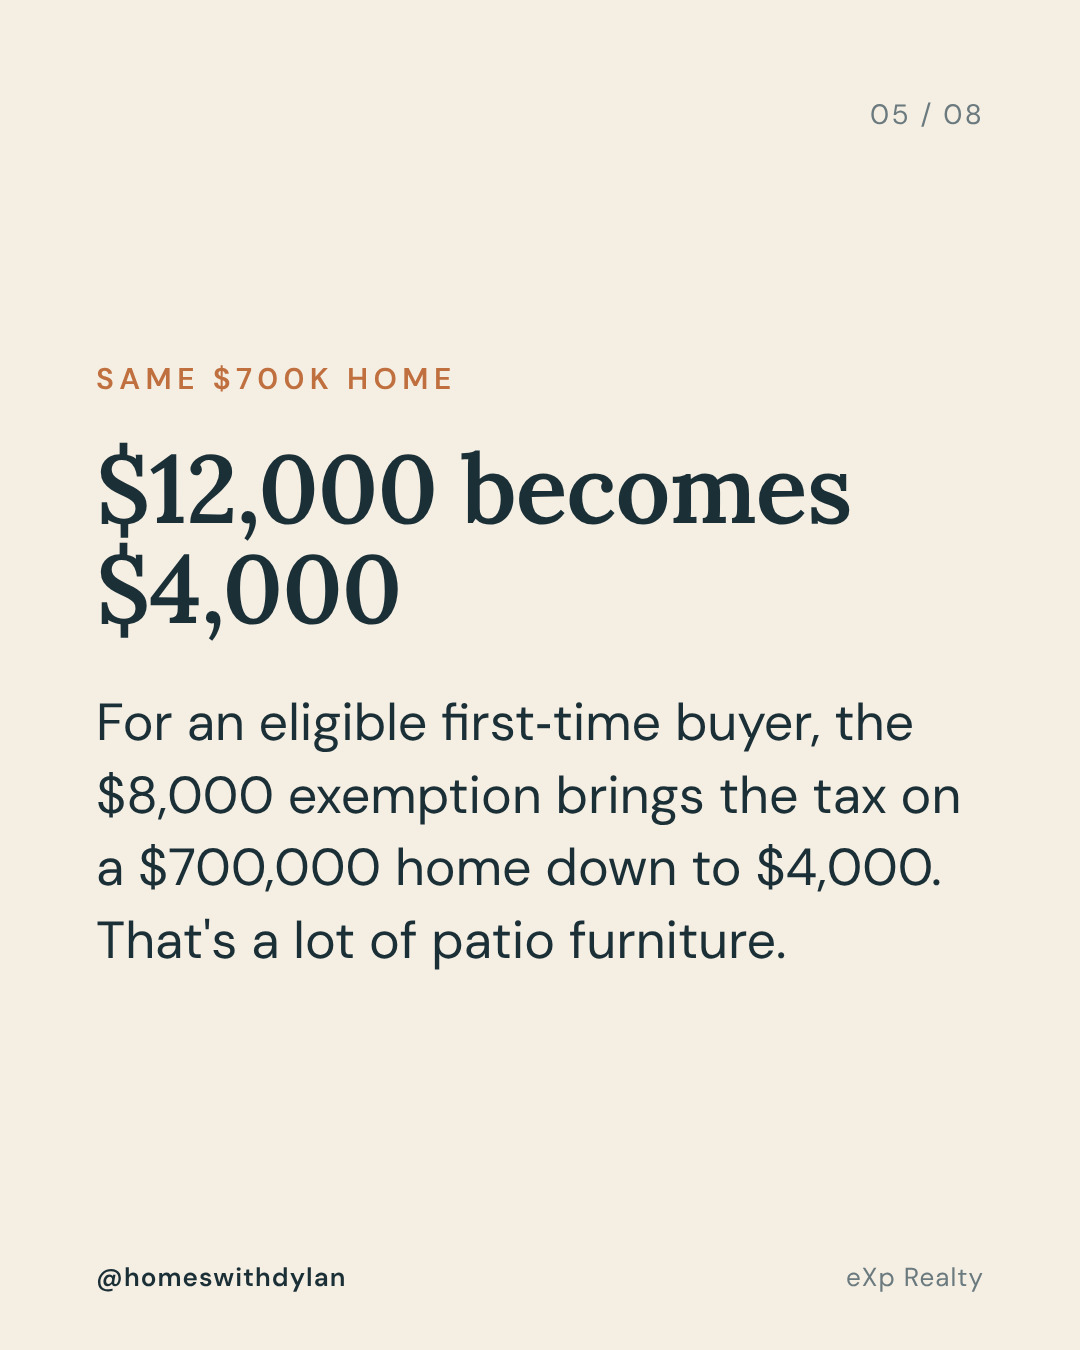 05 / 08
SAME $700K HOME
$12,000 becomes
$4,000
For an eligible first-time buyer, the
$8,000 exemption brings the tax on
a $700,000 home down to $4,000.
That's a lot of patio furniture.
@homeswithdylan
eXp Realty